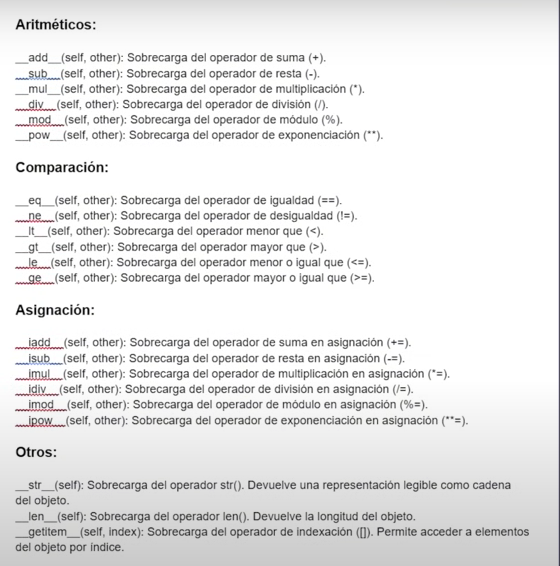 Aritméticos:
__add__(self, other): Sobrecarga del operador de suma (+).
__sub__(self, other): Sobrecarga del operador de resta (-).
__mul__(self, other): Sobrecarga del operador de multiplicación (*).
__div__(self, other): Sobrecarga del operador de división (/).
__mod__(self, other): Sobrecarga del operador de módulo (%).
__pow__(self, other): Sobrecarga del operador de exponenciación (**).
Comparación:
__eq__(self, other): Sobrecarga del operador de igualdad (==).
__ne__(self, other): Sobrecarga del operador de desigualdad (!=).
__lt__(self, other): Sobrecarga del operador menor que (<).
__gt__(self, other): Sobrecarga del operador mayor que (>).
__le__(self, other): Sobrecarga del operador menor o igual que (<=).
__ge__(self, other): Sobrecarga del operador mayor o igual que (>=).
Asignación:
__iadd__(self, other): Sobrecarga del operador de suma en asignación (+=).
__isub__(self, other): Sobrecarga del operador de resta en asignación (-=).
__imul__(self, other): Sobrecarga del operador de multiplicación en asignación (*=).
__idiv__(self, other): Sobrecarga del operador de división en asignación (/=).
__imod__(self, other): Sobrecarga del operador de módulo en asignación (%=).
__ipow__(self, other): Sobrecarga del operador de exponenciación en asignación (**=).
Otros:
__str__(self): Sobrecarga del operador str(). Devuelve una representación legible como cadena
del objeto.
__len__(self): Sobrecarga del operador len(). Devuelve la longitud del objeto.
__getitem__(self, index): Sobrecarga del operador de indexación ([]). Permite acceder a elementos
del objeto por índice.